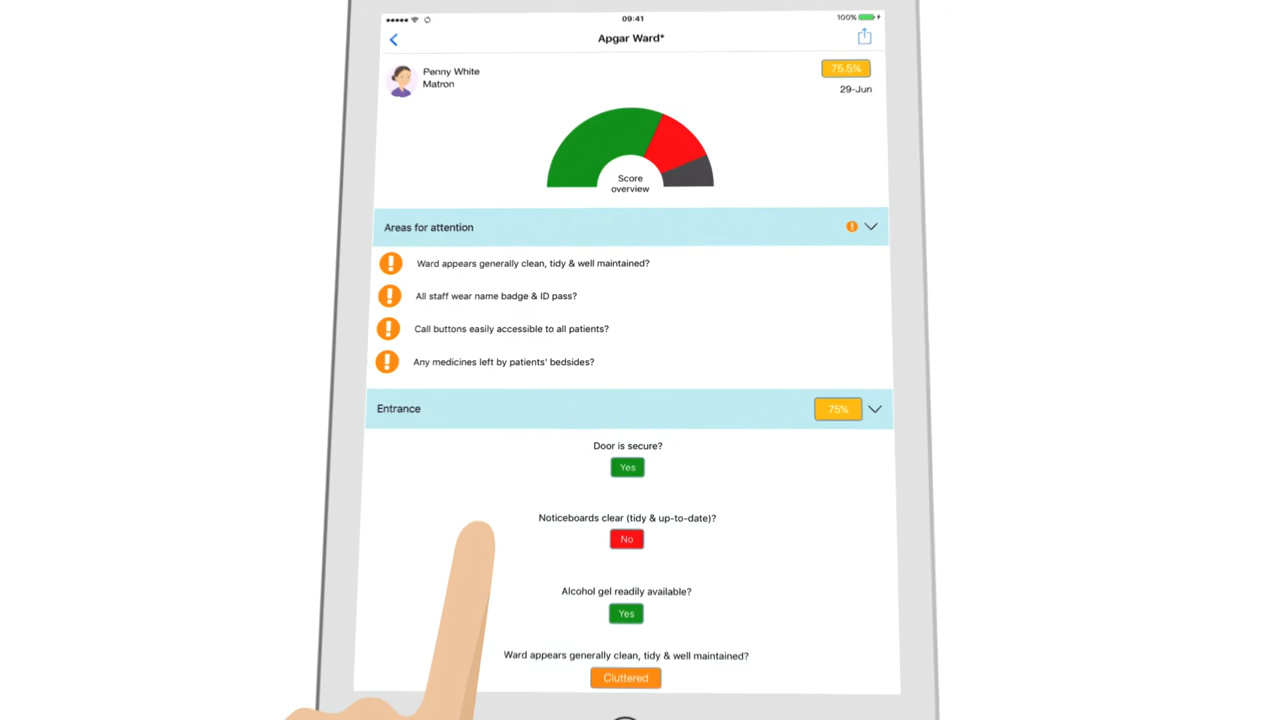 09:41
100%
Apgar Ward*
Penny White
Matron
75.5%
29-Jun
Score
overview
Areas for attention
Ward appears generally clean, tidy & well maintained?
All staff wear name badge & ID pass?
Call buttons easily accessible to all patients?
Any medicines left by patients' bedsides?
Entrance
75%
Door is secure?
Yes
Noticeboards clear (tidy & up-to-date)?
No
Alcohol gel readily available?
Yes
Ward appears generally clean, tidy & well maintained?
Cluttered